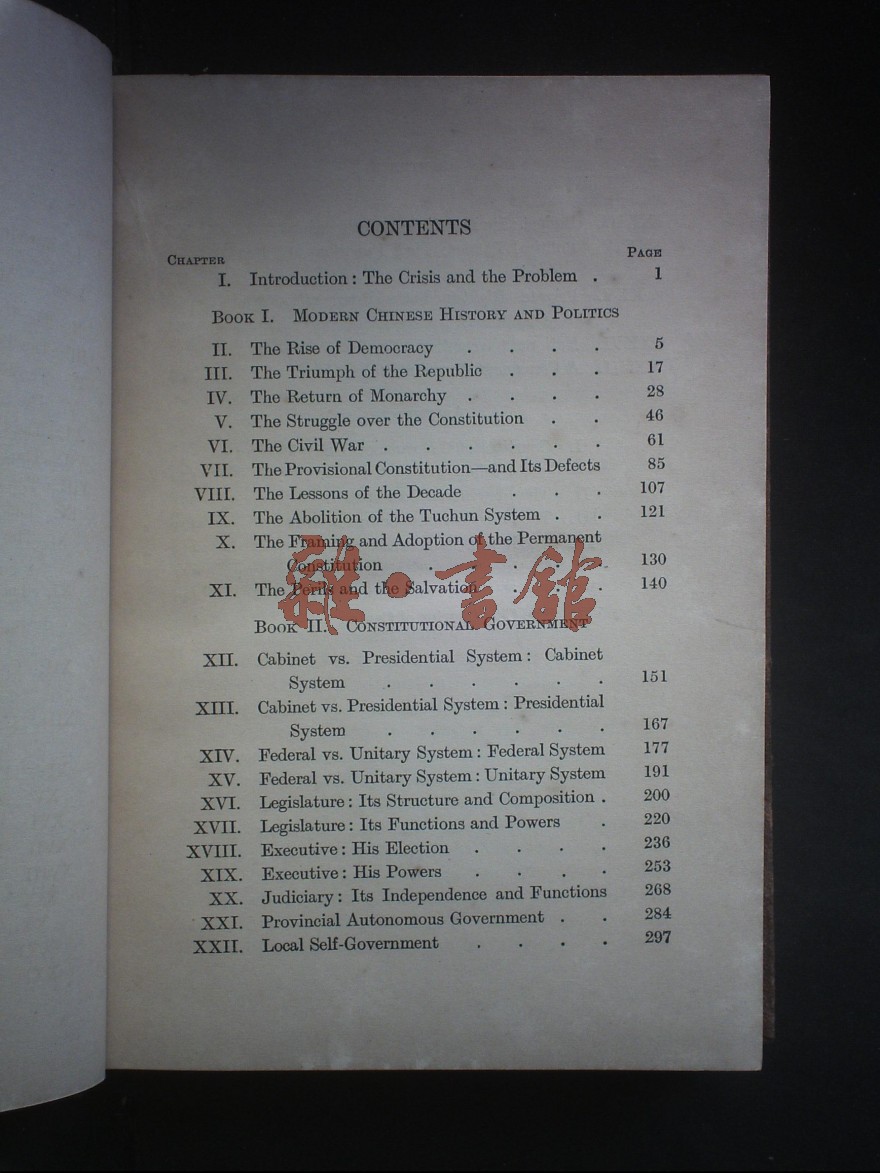 CONTENTS
CHAPTER PAGE
I. Introduction: The Crisis and the Problem . 1
BOOK I. MODERN CHINESE HISTORY AND POLITICS
II. The Rise of Democracy . . . . 5
III. The Triumph of the Republic . . . 17
IV. The Return of Monarchy . . . . 28
V. The Struggle over the Constitution . . 46
VI. The Civil War . . . . . . 61
VII. The Provisional Constitution—and Its Defects 85
VIII. The Lessons of the Decade . . . 107
IX. The Abolition of the Tuchun System . . 121
X. The Framing and Adoption of the Permanent
Constitution . . . . . 130
XI. The Perils and the Salvation . . . 140
雜·書館
BOOK II. CONSTITUTIONAL GOVERNMENT
XII. Cabinet vs. Presidential System: Cabinet
System . . . . . . 151
XIII. Cabinet vs. Presidential System: Presidential
System . . . . . . 167
XIV. Federal vs. Unitary System: Federal System 177
XV. Federal vs. Unitary System: Unitary System 191
XVI. Legislature: Its Structure and Composition . 200
XVII. Legislature: Its Functions and Powers . 220
XVIII. Executive: His Election . . . . 236
XIX. Executive: His Powers . . . . 253
XX. Judiciary: Its Independence and Functions 268
XXI. Provincial Autonomous Government . . 284
XXII. Local Self-Government . . . . 297